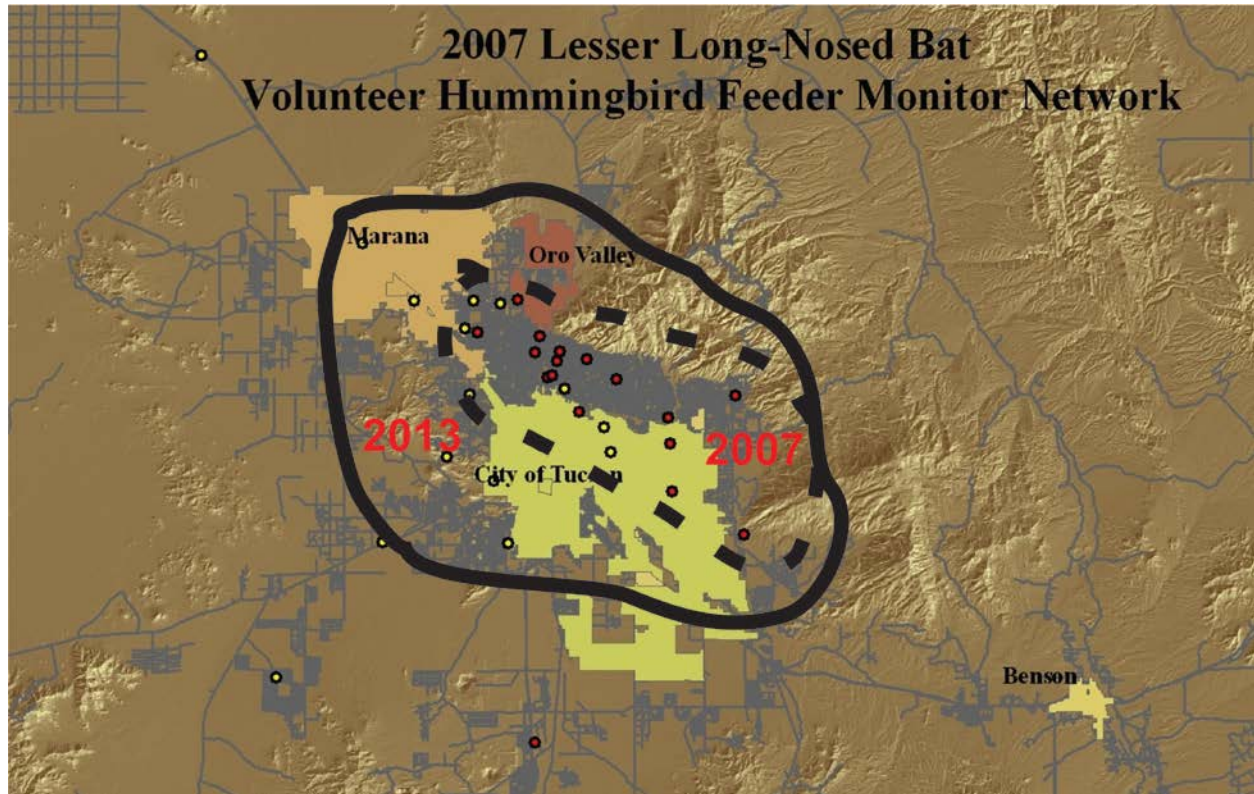 2007 Lesser Long-Nosed Bat
Volunteer Hummingbird Feeder Monitor Network
Marana
Oro Valley
2013
2007
City of Tucson
Benson